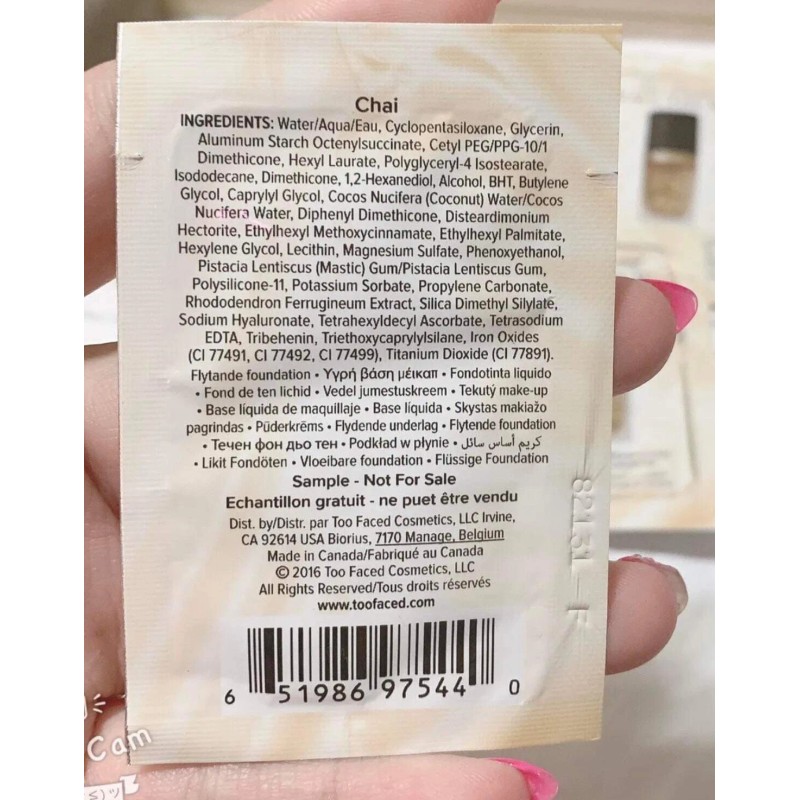 Chai
INGREDIENTS: Water/Aqua/Eau, Cyclopentasiloxane, Glycerin,
Aluminum Starch Octenylsuccinate, Cetyl PEG/PPG-10/1
Dimethicone, Hexyl Laurate, Polyglyceryl-4 Isostearate,
Isododecane, Dimethicone, 1,2-Hexanediol, Alcohol, BHT, Butylene
Glycol, Caprylyl Glycol, Cocos Nucifera (Coconut) Water/Cocos
Nucifera Water, Diphenyl Dimethicone, Disteardimonium
Hectorite, Ethylhexyl Methoxycinnamate, Ethylhexyl Palmitate,
Hexylene Glycol, Lecithin, Magnesium Sulfate, Phenoxyethanol,
Pistacia Lentiscus (Mastic) Gum/Pistacia Lentiscus Gum,
Polysilicone-11, Potassium Sorbate, Propylene Carbonate,
Rhododendron Ferrugineum Extract, Silica Dimethyl Silylate,
Sodium Hyaluronate, Tetrahexyldecyl Ascorbate, Tetrasodium
EDTA, Tribehenin, Triethoxycaprylylsilane, Iron Oxides
(CI 77491, CI 77492, CI 77499), Titanium Dioxide (CI 77891).
Flytande foundation • Υγρή βάση μέικαπ • Fondotinta liquido
• Fond de ten lichid • Vedel jumestuskreem • Tekutý make-up
• Base líquida de maquillaje • Base líquida • Skystas makiažo
pagrindas • Púderkrēms • Flydende underlag • Flytende foundation
• Течен фон дьо тен • Podkład w płynie • كريم أساس سائل
• Likit Fondöten • Vloeibare foundation • Flüssige Foundation
Sample - Not For Sale
Echantillon gratuit - ne puet être vendu
Dist. by/Distr. par Too Faced Cosmetics, LLC Irvine,
CA 92614 USA Biorius, 7170 Manage, Belgium
Made in Canada/Fabriqué au Canada
© 2016 Too Faced Cosmetics, LLC
All Rights Reserved/Tous droits réservés
www.toofaced.com
6 51986 97544 0
82131 F
Cam